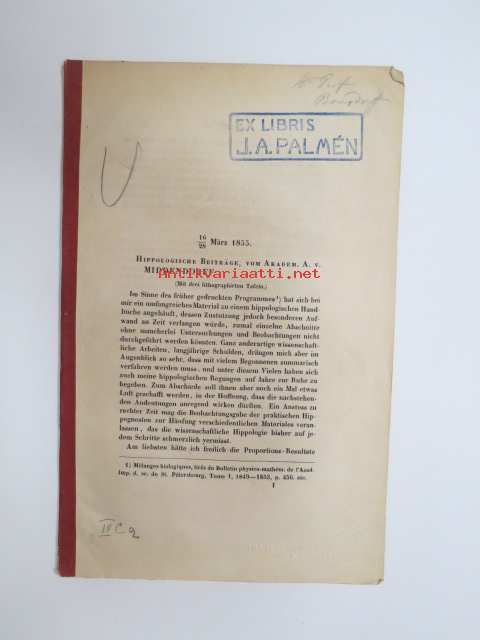 Hr Prof
Bonsdorff
EX LIBRIS
J. A. PALMÉN
16/28 März 1855.
HIPPOLOGISCHE BEITRÄGE, VOM AKADEM. A. V.
MIDDENDORFF.
antikvariaatti.net
(Mit drei lithographirten Tafeln.)
Im Sinne des früher gedruckten Programmes¹) hat sich bei
mir ein umfangreiches Material zu einem hippologischen Hand-
buche angehäuft, dessen Zustutzung jedoch besonderen Auf-
wand an Zeit verlangen würde, zumal einzelne Abschnitte
ohne mancherlei Untersuchungen und Beobachtungen nicht
durchgeführt werden könnten. Ganz anderartige wissenschaft-
liche Arbeiten, langjährige Schulden, drängen mich aber im
Augenblick so sehr, dass mit vielem Begonnenen summarisch
verfahren werden muss, und unter diesem Vielen haben sich
auch meine hippologischen Regungen auf Jahre zur Ruhe zu
begeben. Zum Abschiede soll ihnen aber auch ein Mal etwas
Luft geschafft werden, in der Hoffnung, dass die nachstehen-
den Andeutungen anregend wirken dürften. Ein Anstoss zu
rechter Zeit mag die Beobachtungsgabe der praktischen Hip-
pognosten zur Häufung verschiedentlichen Materiales veran-
lassen, das die wissenschaftliche Hippologie bisher auf je-
dem Schritte schmerzlich vermisst.
Am liebsten hätte ich freilich die Proportions-Resultate
1) Mélanges biologiques, tirés du Bulletin physico-mathém. de l'Acad.
Imp. d. sc. de St. Pétersbourg, Tome I, 1849—1853, p. 456. etc.
1
IV C 2